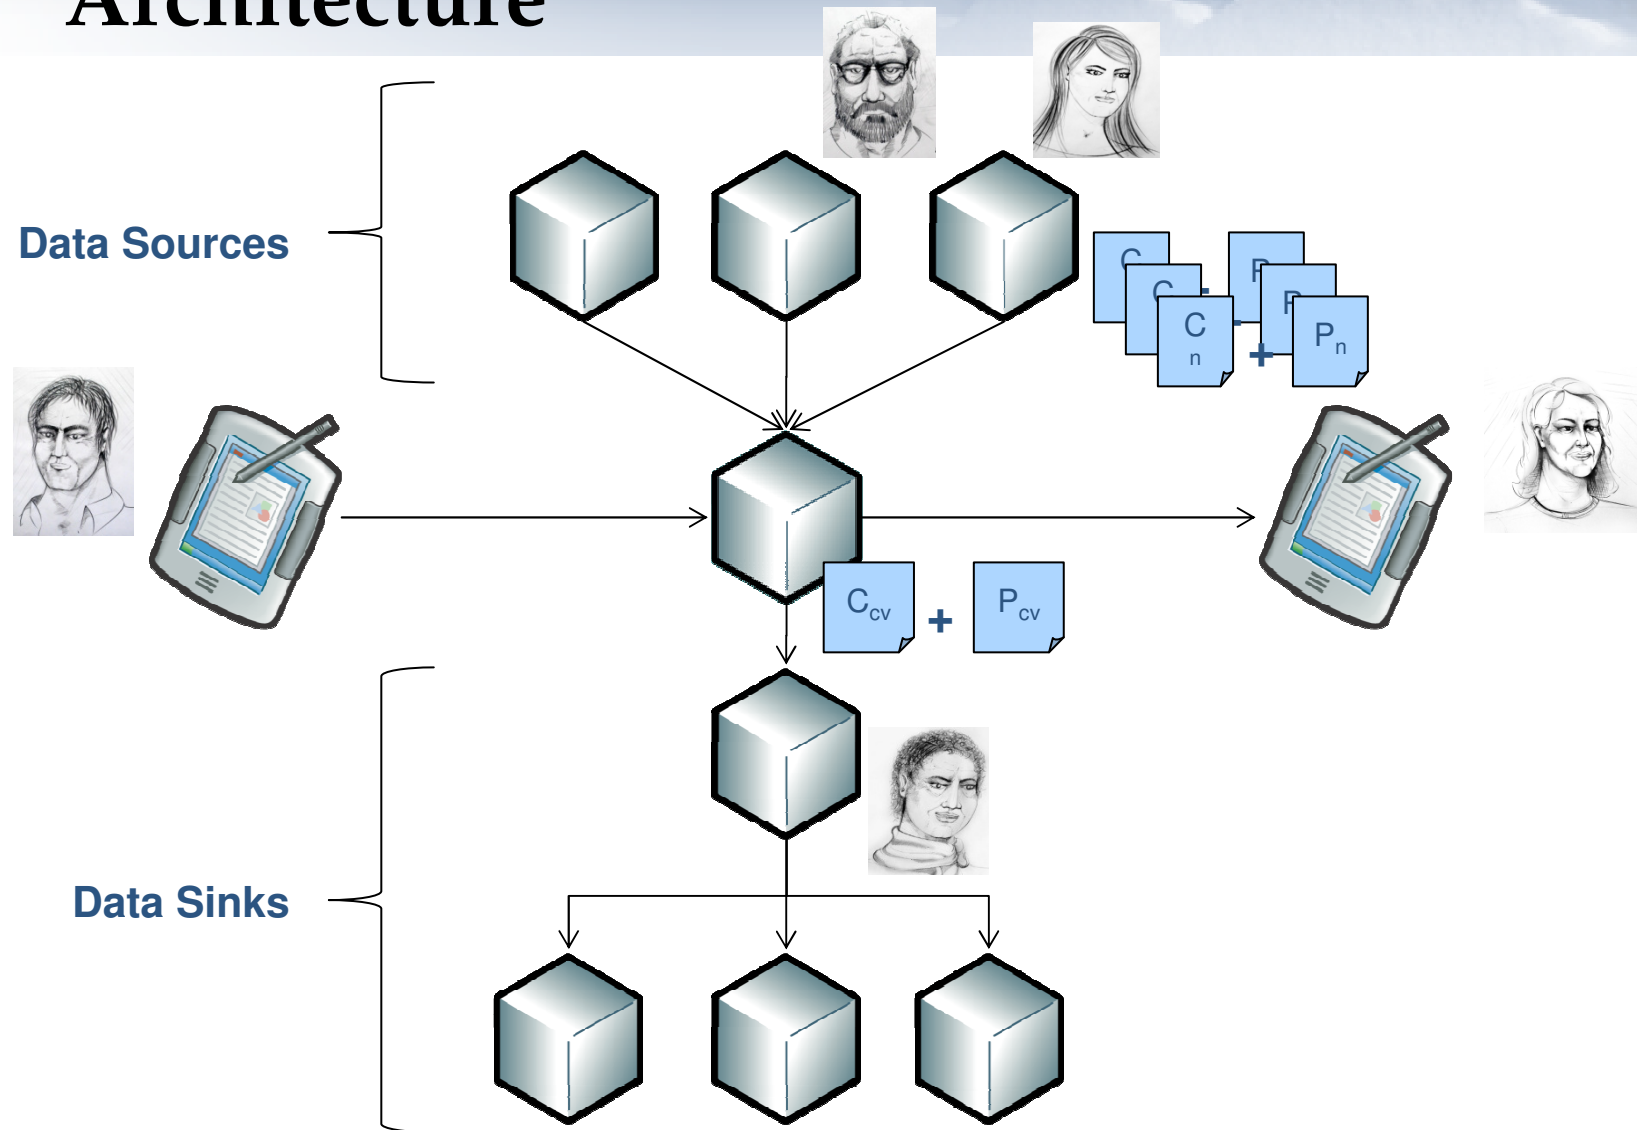 Architecture
Data Sources
C
P
C
P
C
n
+
P
n
C
cv
+
P
cv
Data Sinks